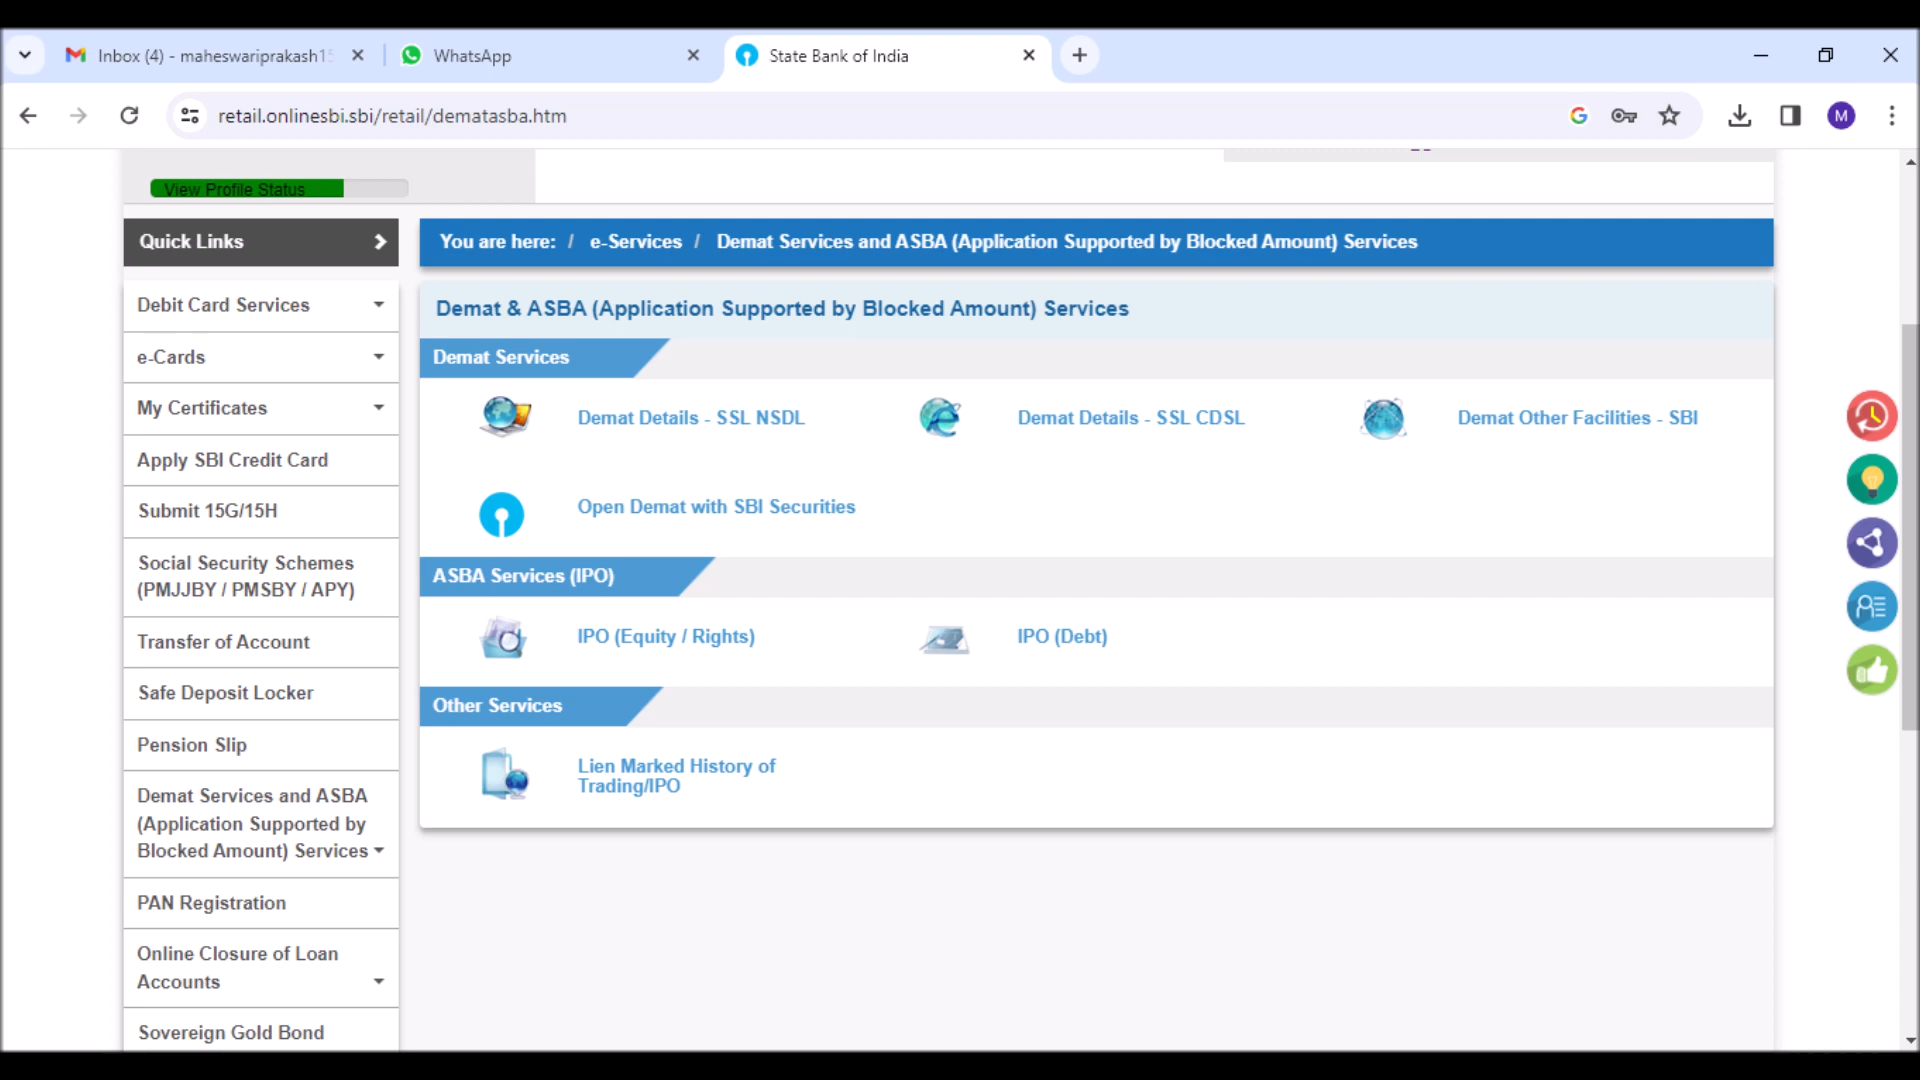 Inbox (4) - maheswariprakash15
WhatsApp
State Bank of India
retail.onlinesbi.sbi/retail/dematasba.htm
M
View Profile Status
Quick Links
You are here: / e-Services / Demat Services and ASBA (Application Supported by Blocked Amount) Services
Debit Card Services
e-Cards
My Certificates
Apply SBI Credit Card
Submit 15G/15H
Social Security Schemes
(PMJJBY / PMSBY / APY)
Transfer of Account
Safe Deposit Locker
Pension Slip
Demat Services and ASBA
(Application Supported by
Blocked Amount) Services
PAN Registration
Online Closure of Loan
Accounts
Sovereign Gold Bond
Demat & ASBA (Application Supported by Blocked Amount) Services
Demat Services
Demat Details - SSL NSDL
Demat Details - SSL CDSL
Demat Other Facilities - SBI
Open Demat with SBI Securities
ASBA Services (IPO)
IPO (Equity / Rights)
IPO (Debt)
Other Services
Lien Marked History of
Trading/IPO